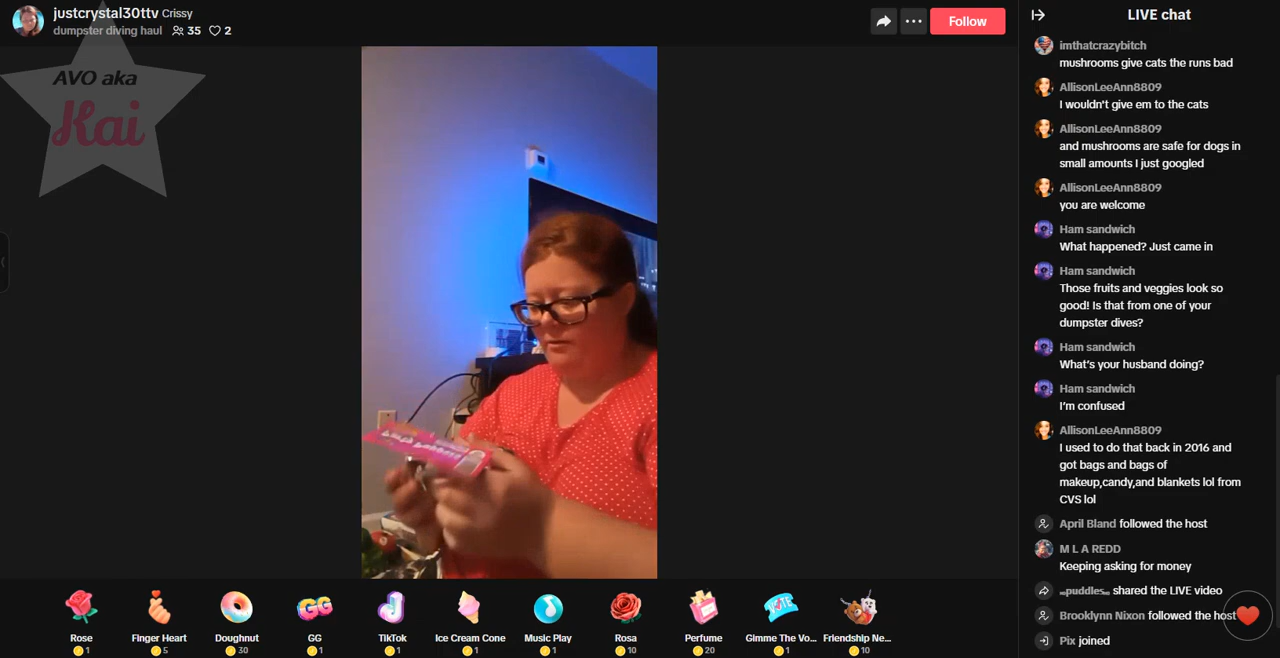 justcrystal30ttv Crissy
dumpster diving haul 35 2
Follow
AVO aka
Kai
LIVE chat
imthatcrazybitch
mushrooms give cats the runs bad
AllisonLeeAnn8809
I wouldn't give em to the cats
AllisonLeeAnn8809
and mushrooms are safe for dogs in
small amounts I just googled
AllisonLeeAnn8809
you are welcome
Ham sandwich
What happened? Just came in
Ham sandwich
Those fruits and veggies look so
good! Is that from one of your
dumpster dives?
Ham sandwich
What's your husband doing?
Ham sandwich
I'm confused
AllisonLeeAnn8809
I used to do that back in 2016 and
got bags and bags of
makeup,candy,and blankets lol from
CVS lol
April Bland followed the host
M L A REDD
Keeping asking for money
shared the LIVE video
Brooklynn Nixon followed the host
Pix joined
GG
VOTE
Rose
1
Finger Heart
5
Doughnut
30
GG
1
TikTok
1
Ice Cream Cone
1
Music Play
1
Rosa
10
Perfume
20
GImme The Vo...
1
Friendship Ne...
10